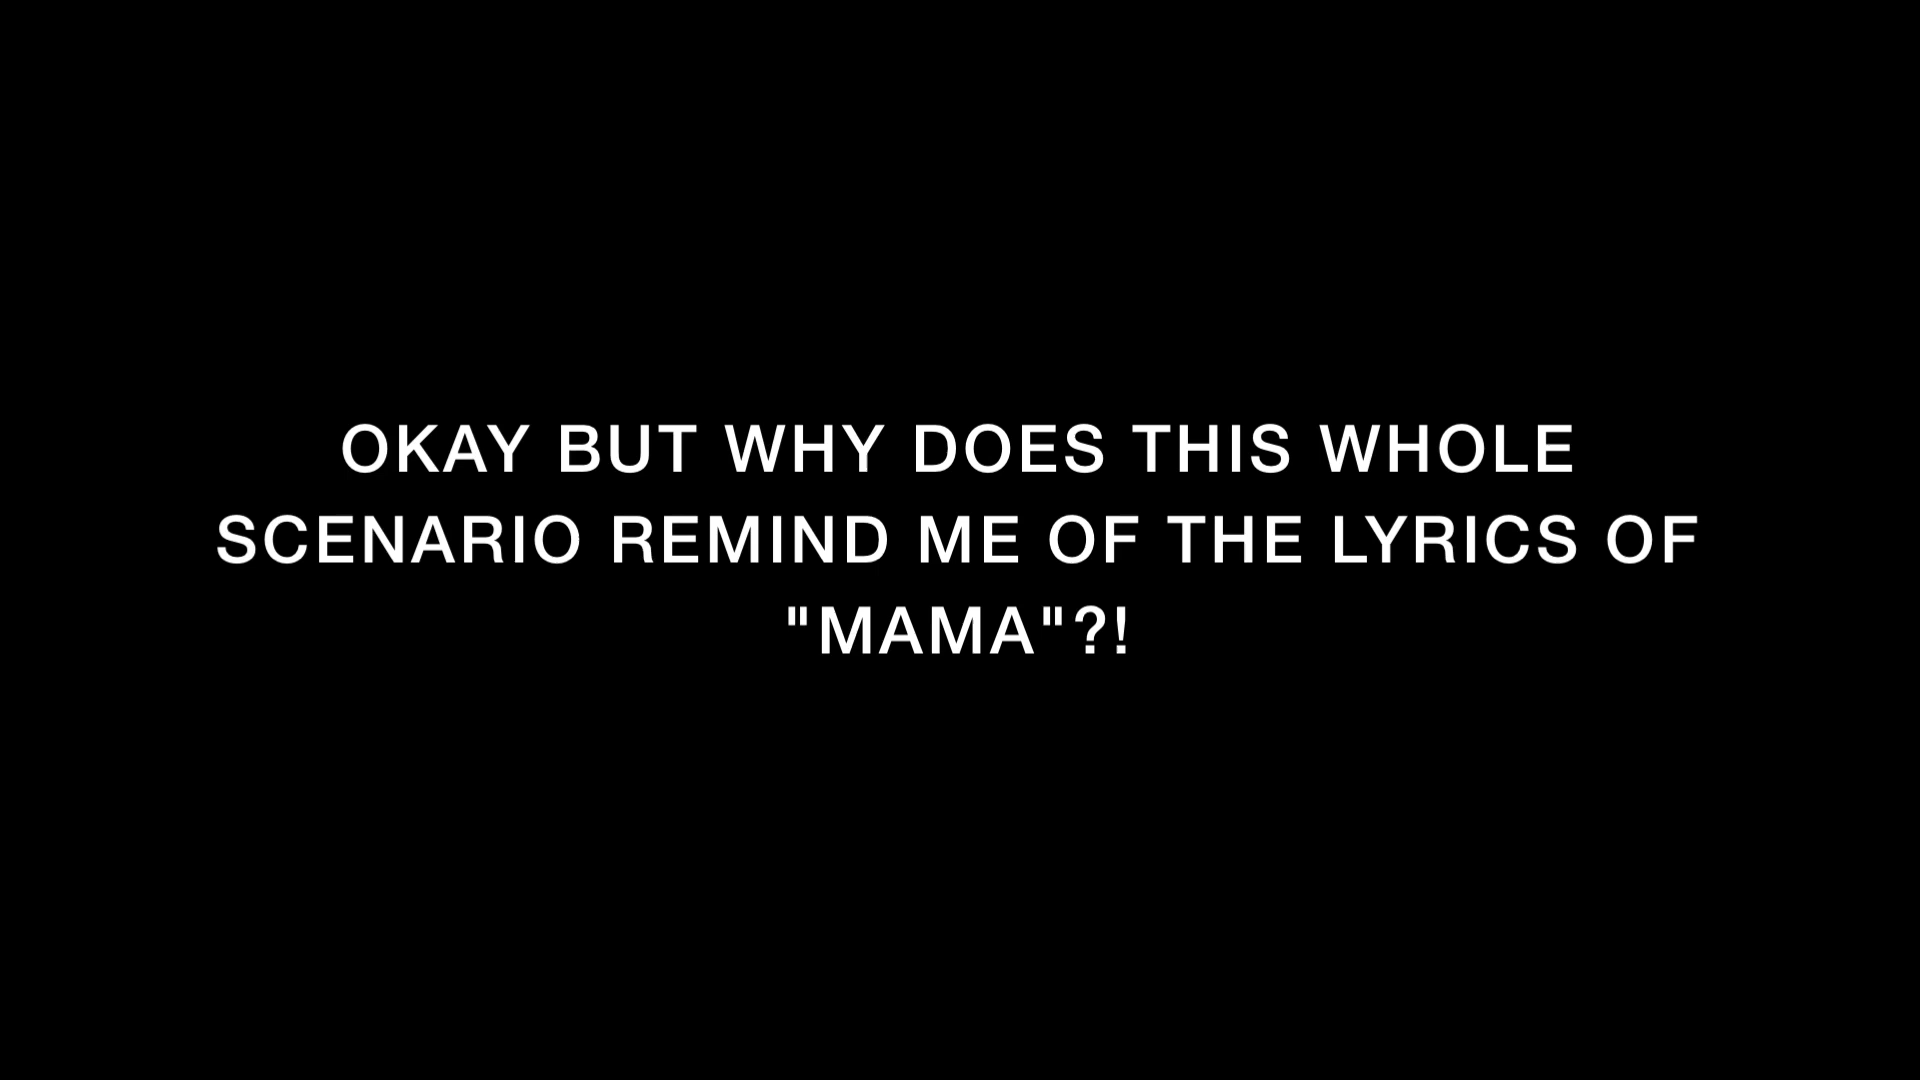 OKAY BUT WHY DOES THIS WHOLE
SCENARIO REMIND ME OF THE LYRICS OF
"MAMA"?!